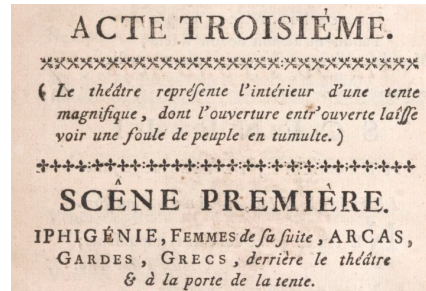 ACTE TROISIÉME.
( Le théâtre repréſente l'intérieur d'une tente
magnifique, dont l'ouverture entr'ouverte laîſſe
voir une foule de peuple en tumulte. )
SCÊNE PREMIÈRE.
IPHIGÉNIE, FEMMES de ſa ſuite, ARCAS,
GARDES, GRECS, derrière le théâtre
& à la porte de la tente.